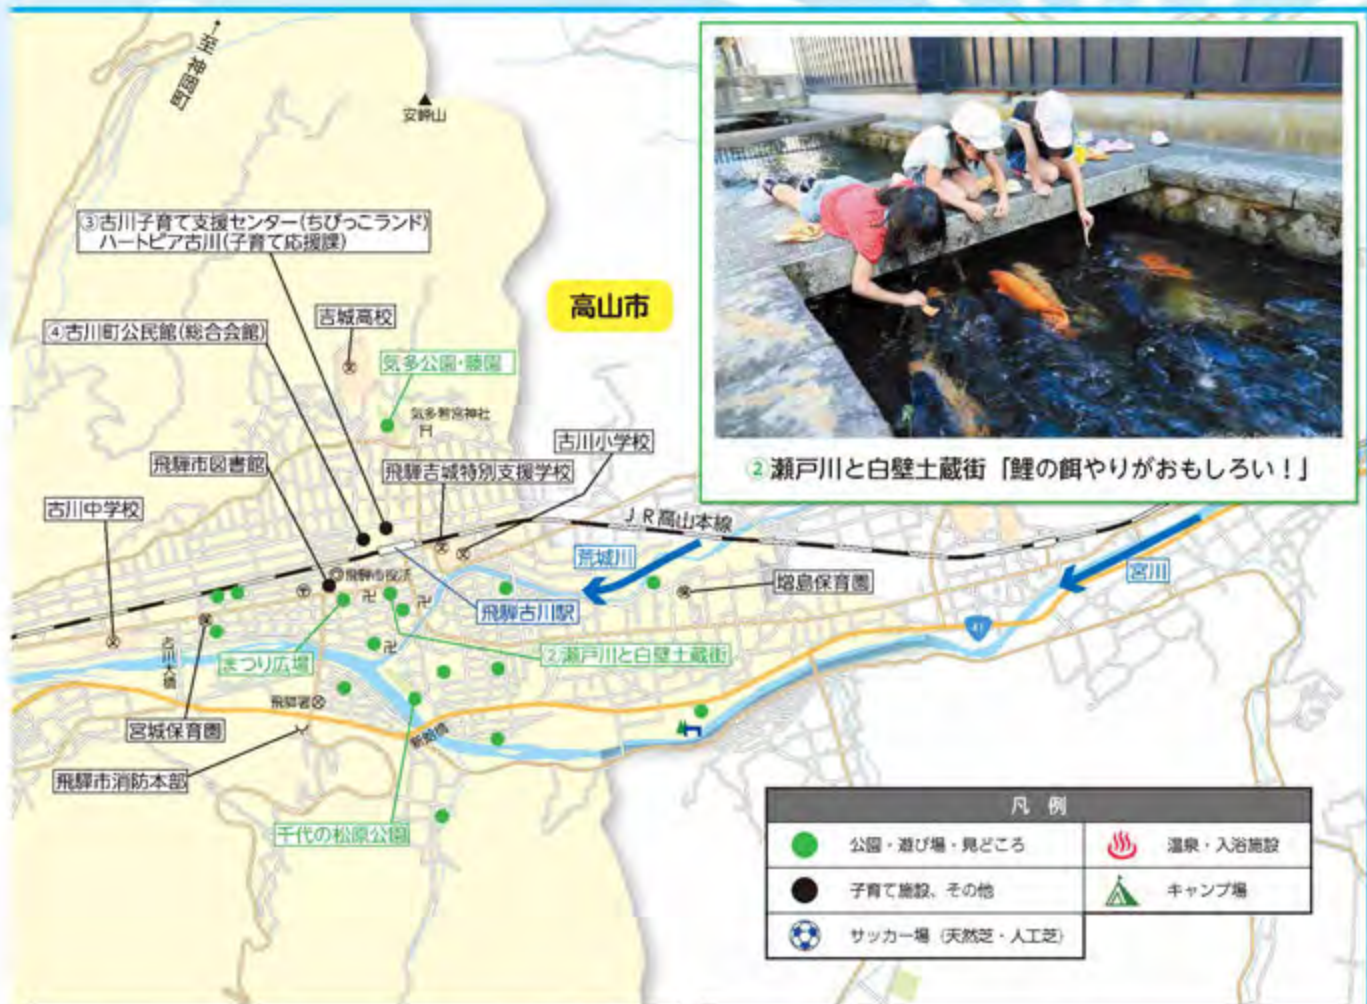 ↑至 神岡町
安峰山
③古川子育て支援センター(ちびっこランド)
ハートピア古川(子育て応援課)
高山市
吉城高校
④古川町公民館(総合会館)
気多公園・藤園
気多若宮神社
古川小学校
飛騨市図書館
飛騨吉城特別支援学校
②瀬戸川と白壁土蔵街「鯉の餌やりがおもしろい!」
古川中学校
JR高山本線
荒城川
飛騨市役所
増島保育園
宮川
飛騨古川駅
41
古川大橋
まつり広場
②瀬戸川と白壁土蔵街
飛騨署
宮城保育園
新館橋
飛騨市消防本部
千代の松原公園
凡 例
公園・遊び場・見どころ
温泉・入浴施設
子育て施設、その他
キャンプ場
サッカー場(天然芝・人工芝)